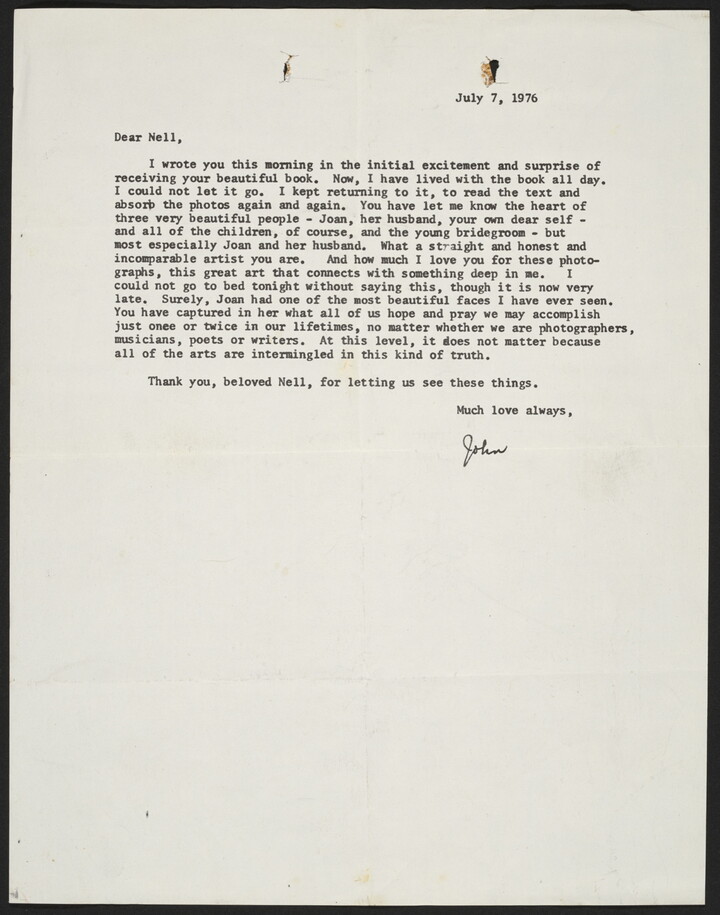 July 7, 1976
Dear Nell,
I wrote you this morning in the initial excitement and surprise of
receiving your beautiful book. Now, I have lived with the book all day.
I could not let it go. I kept returning to it, to read the text and
absorb the photos again and again. You have let me know the heart of
three very beautiful people - Joan, her husband, your own dear self -
and all of the children, of course, and the young bridegroom - but
most especially Joan and her husband. What a straight and honest and
incomparable artist you are. And how much I love you for these photo-
graphs, this great art that connects with something deep in me. I
could not go to bed tonight without saying this, though it is now very
late. Surely, Joan had one of the most beautiful faces I have ever seen.
You have captured in her what all of us hope and pray we may accomplish
just onee or twice in our lifetimes, no matter whether we are photographers,
musicians, poets or writers. At this level, it does not matter because
all of the arts are intermingled in this kind of truth.
Thank you, beloved Nell, for letting us see these things.
Much love always,
John